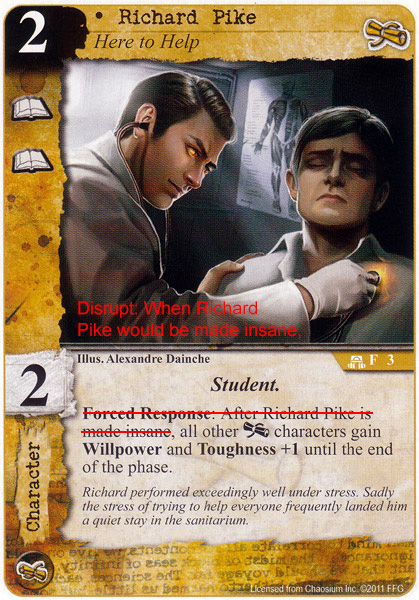 2
• Richard Pike
Here to Help
Disrupt: When Richard
Pike would be made insane,
Illus. Alexandre Dainche
F 3
2
Student.
Forced Response: After Richard Pike is
made insane, all other characters gain
Willpower and Toughness +1 until the end
of the phase.
Richard performed exceedingly well under stress. Sadly
the stress of trying to help everyone frequently landed him
a quiet stay in the sanitarium.
Character
Licensed from Chaosium Inc. ©2011 FFG